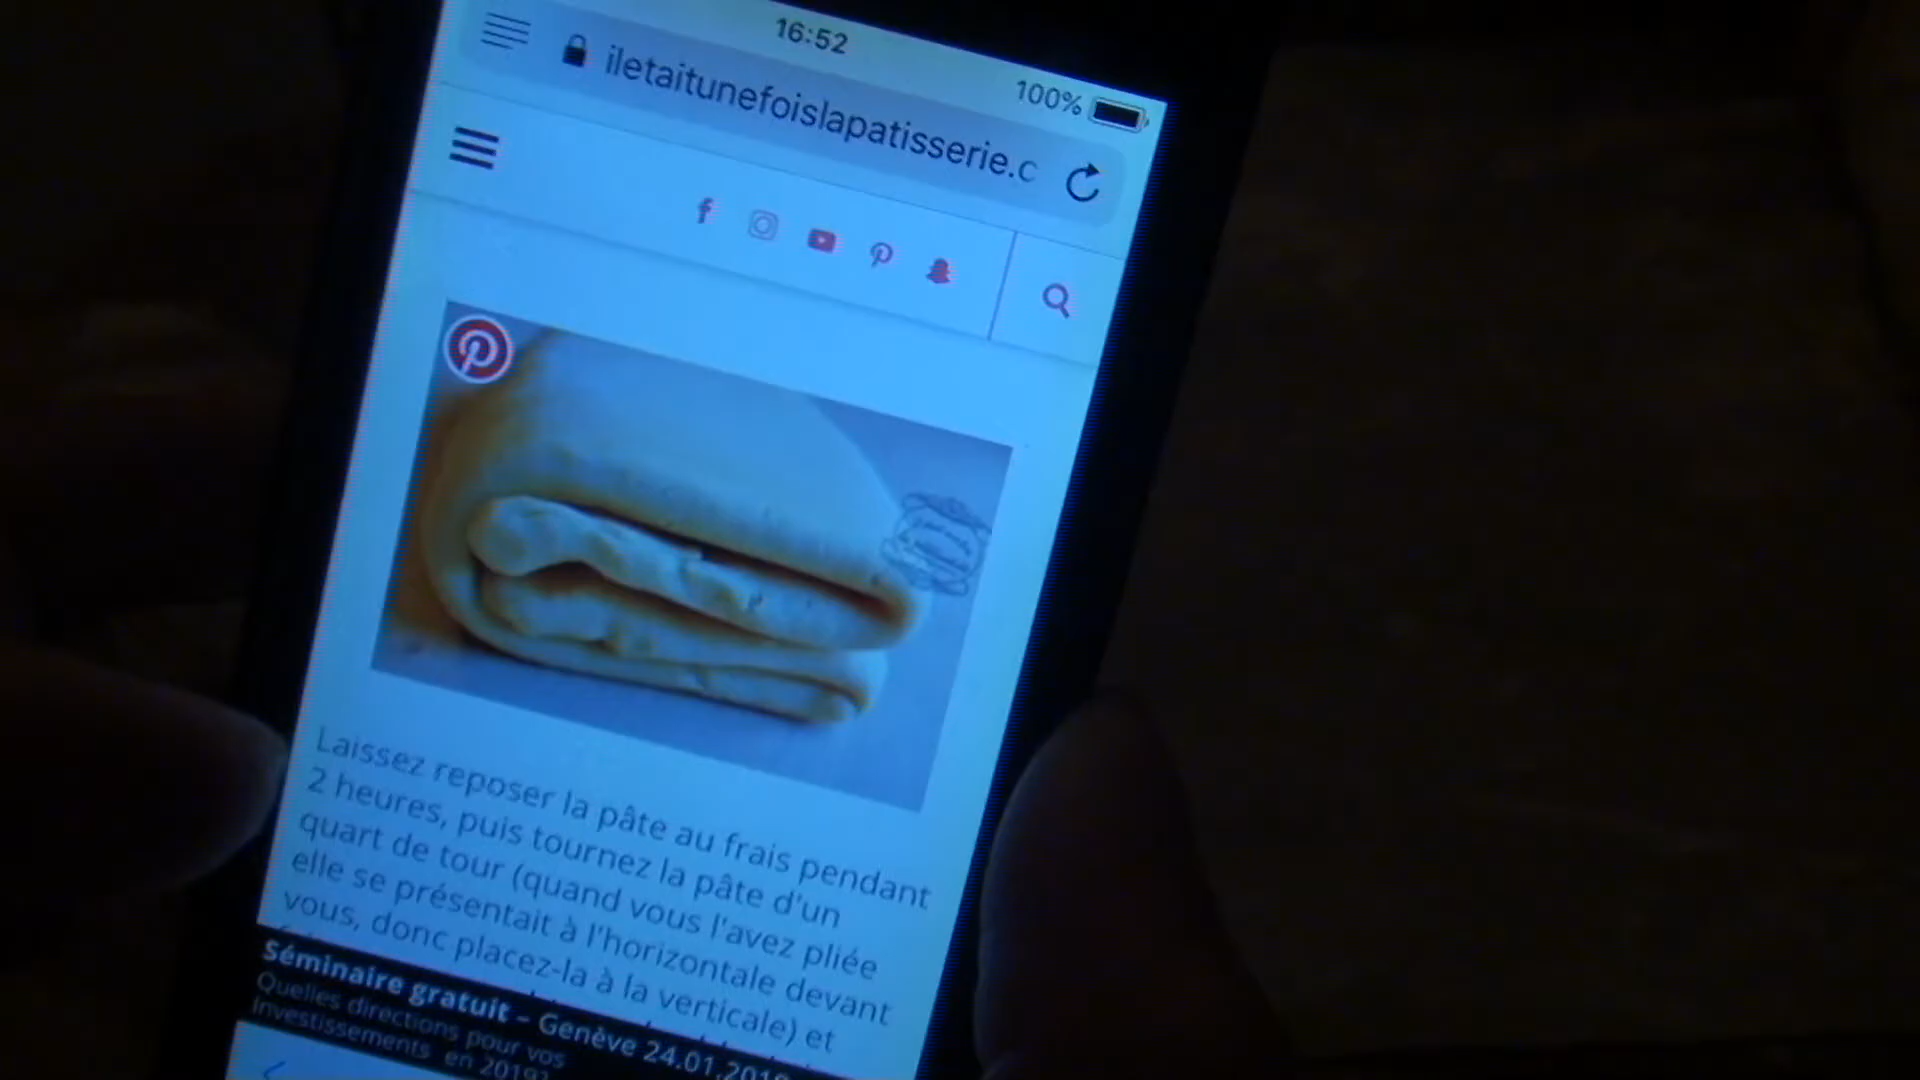 16:52
100%
iletaitunefoislapatisserie.c
Laissez reposer la pâte au frais pendant
2 heures, puis tournez la pâte d'un
quart de tour (quand vous l'avez pliée
elle se présentait à l'horizontale devant
vous, donc placez-la à la verticale) et
Séminaire gratuit – Genève 24.01.2019
Quelles directions pour vos
investissements en 2019?